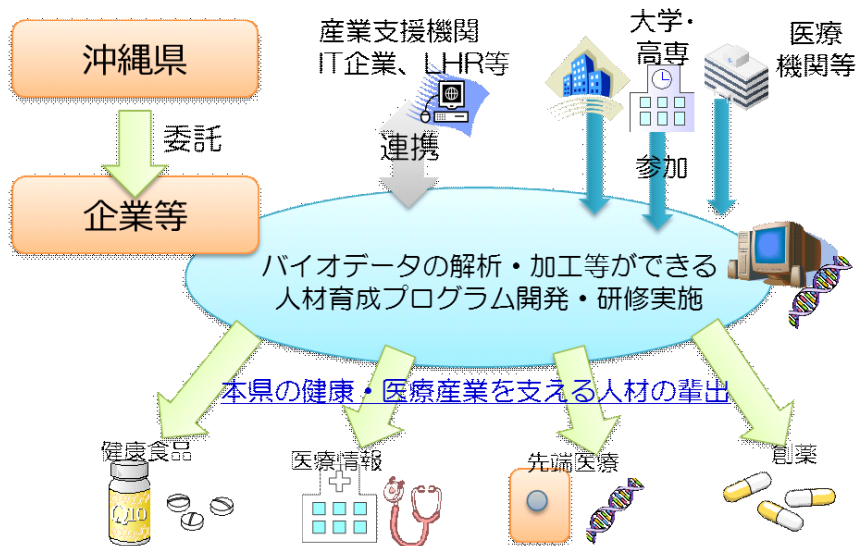 沖縄県
委託
企業等
産業支援機関
IT企業、LHR等
連携
大学・
高専
医療
機関等
参加
バイオデータの解析・加工等ができる
人材育成プログラム開発・研修実施
本県の健康・医療産業を支える人材の輩出
健康食品
Q10
医療情報
先端医療
創薬